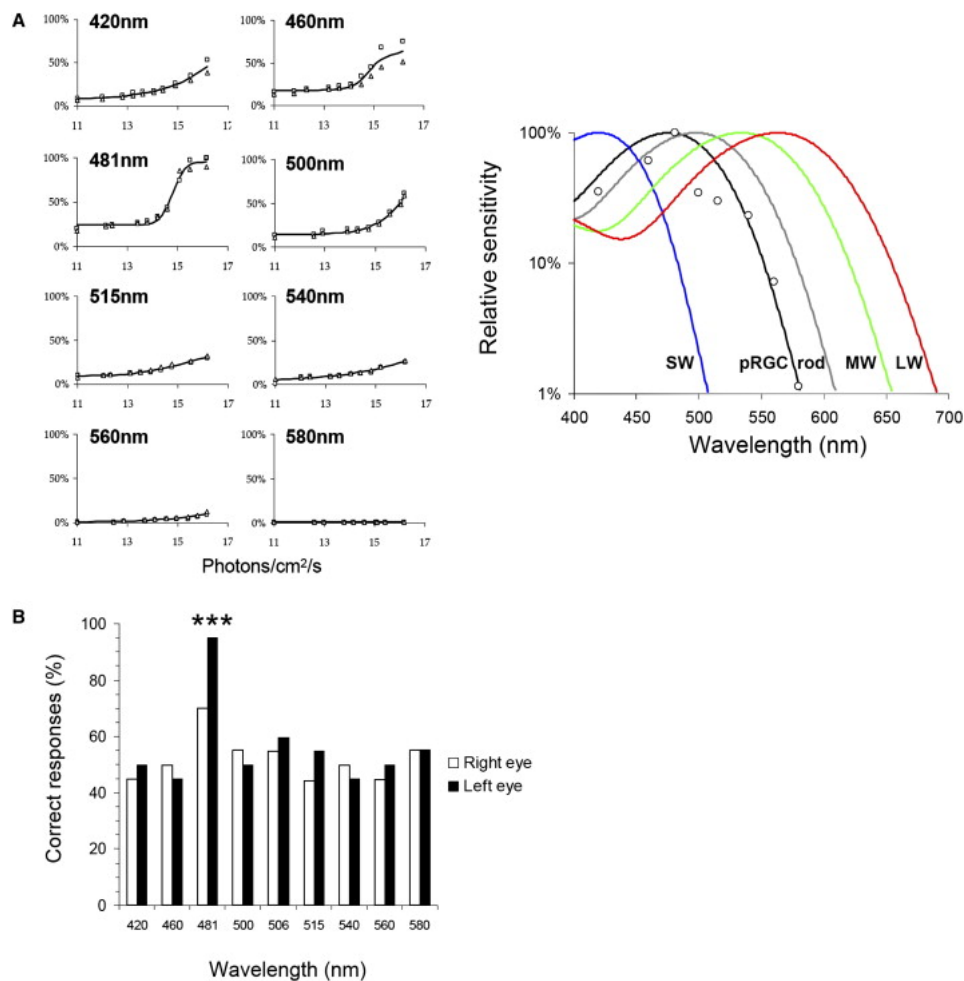 A
420nm
460nm
100%
50%
0%
11 13 15 17
100%
50%
0%
11 13 15 17
481nm
500nm
100%
50%
0%
11 13 15 17
100%
50%
0%
11 13 15 17
515nm
540nm
100%
50%
0%
11 13 15 17
100%
50%
0%
11 13 15 17
560nm
580nm
100%
50%
0%
11 13 15 17
100%
50%
0%
11 13 15 17
Photons/cm²/s
Relative sensitivity
100%
10%
1%
SW pRGC rod MW LW
400 450 500 550 600 650 700
Wavelength (nm)
B
Correct responses (%)
100
80
60
40
20
0
***
Right eye
Left eye
420 460 481 500 506 515 540 560 580
Wavelength (nm)